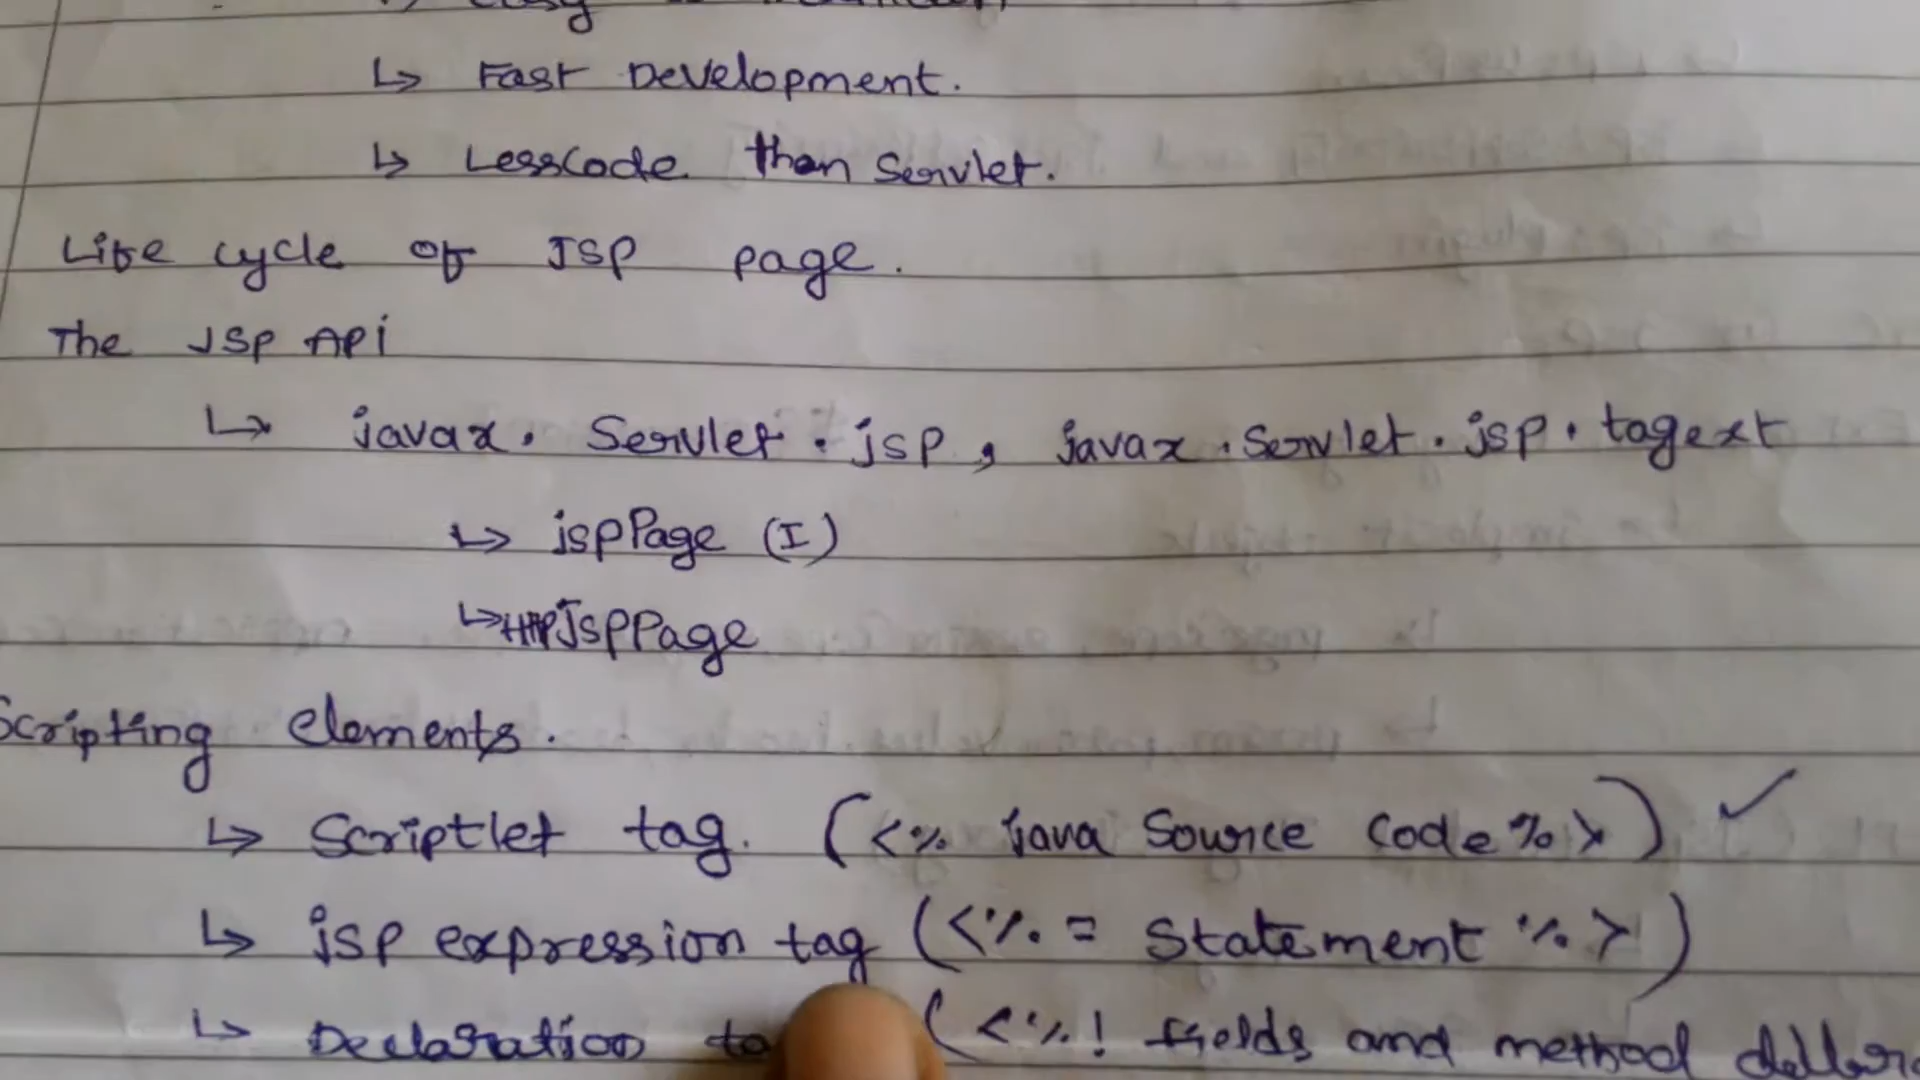 ↳ Fast Development.
↳ Lesscode than Servlet.
Life cycle of JSP page.
The JSP API
↳ javax. Servlet. jsp, javax. Servlet. jsp. tagext
↳ jspPage (I)
↳ HttpJspPage
Scripting elements.
↳ Scriptlet tag. (<% java Source Code %>) ✓
↳ jsp expression tag (<% = Statement %>)
↳ Declaration (<%! fields and method